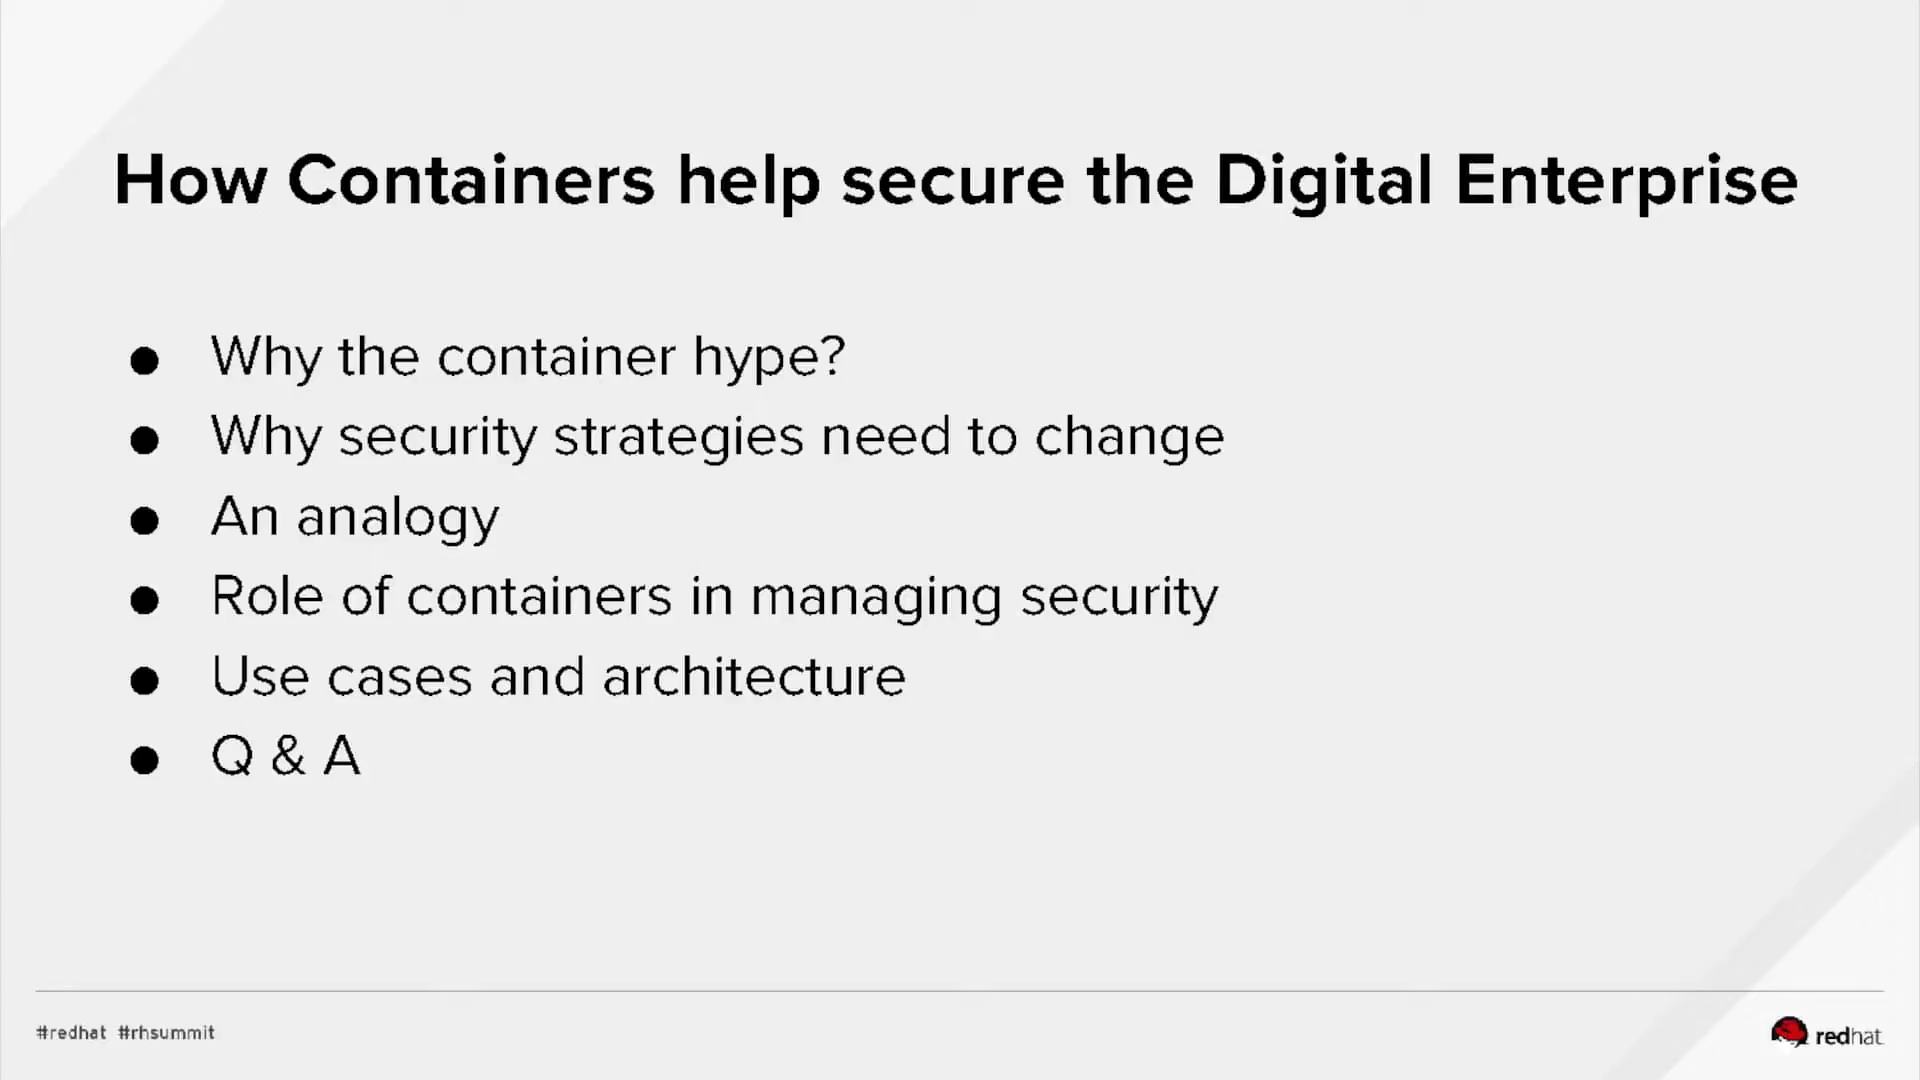 How Containers help secure the Digital Enterprise
● Why the container hype?
● Why security strategies need to change
● An analogy
● Role of containers in managing security
● Use cases and architecture
● Q & A
#redhat #rhsummit
redhat